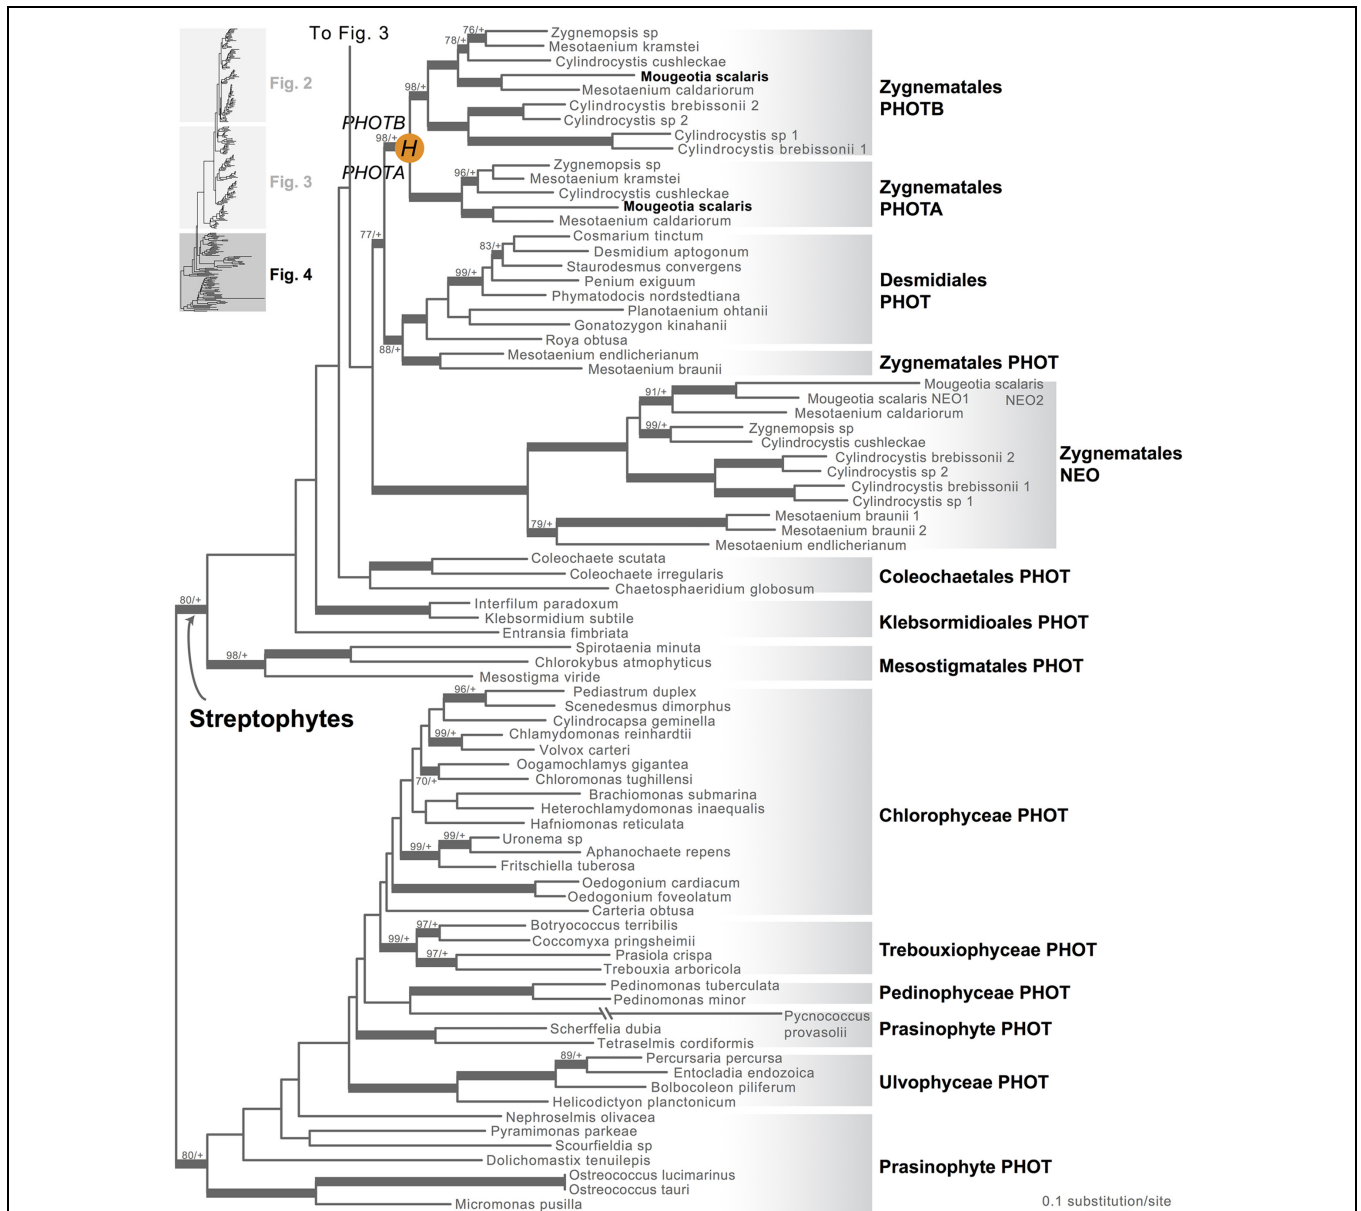 To Fig. 3
Fig. 2
Fig. 3
Fig. 4
76/+
Zygnemopsis sp
78/+
Mesotaenium kramstei
Cylindrocystis cushleckae
Mougeotia scalaris
98/+
Mesotaenium caldariorum
Cylindrocystis brebissonii 2
Cylindrocystis sp 2
Cylindrocystis sp 1
Cylindrocystis brebissonii 1
Zygnematales
PHOTB
PHOTB
98/+
H
PHOTA
Zygnemopsis sp
96/+
Mesotaenium kramstei
Cylindrocystis cushleckae
Mougeotia scalaris
Mesotaenium caldariorum
Zygnematales
PHOTA
77/+
Cosmarium tinctum
83/+
Desmidium aptogonum
Staurodesmus convergens
99/+
Penium exiguum
Phymatodocis nordstedtiana
Planotaenium ohtanii
Gonatozygon kinahanii
Roya obtusa
Desmidiales
PHOT
88/+
Mesotaenium endlicherianum
Mesotaenium braunii
Zygnematales PHOT
Mougeotia scalaris
NEO2
91/+
Mougeotia scalaris NEO1
Mesotaenium caldariorum
99/+
Zygnemopsis sp
Cylindrocystis cushleckae
Cylindrocystis brebissonii 2
Cylindrocystis sp 2
Cylindrocystis brebissonii 1
Cylindrocystis sp 1
79/+
Mesotaenium braunii 1
Mesotaenium braunii 2
Mesotaenium endlicherianum
Zygnematales
NEO
Coleochaete scutata
Coleochaete irregularis
Chaetosphaeridium globosum
Coleochaetales PHOT
80/+
Interfilum paradoxum
Klebsormidium subtile
Entransia fimbriata
Klebsormidioales PHOT
98/+
Spirotaenia minuta
Chlorokybus atmophyticus
Mesostigma viride
Mesostigmatales PHOT
Streptophytes
96/+
Pediastrum duplex
Scenedesmus dimorphus
Cylindrocapsa geminella
99/+
Chlamydomonas reinhardtii
Volvox carteri
Oogamochlamys gigantea
70/+
Chloromonas tughillensi
Brachiomonas submarina
Heterochlamydomonas inaequalis
Hafniomonas reticulata
99/+
99/+
Uronema sp
Aphanochaete repens
Fritschiella tuberosa
Oedogonium cardiacum
Oedogonium foveolatum
Carteria obtusa
Chlorophyceae PHOT
97/+
Botryococcus terribilis
99/+
Coccomyxa pringsheimii
97/+
Prasiola crispa
Trebouxia arboricola
Trebouxiophyceae PHOT
Pedinomonas tuberculata
Pedinomonas minor
Pedinophyceae PHOT
Pycnococcus
provasolii
Scherffelia dubia
Tetraselmis cordiformis
Prasinophyte PHOT
89/+
Percursaria percursa
Entocladia endozoica
Bolbocoleon piliferum
Helicodictyon planctonicum
Ulvophyceae PHOT
Nephroselmis olivacea
Pyramimonas parkeae
Scourfieldia sp
80/+
Dolichomastix tenuilepis
Ostreococcus lucimarinus
Ostreococcus tauri
Micromonas pusilla
Prasinophyte PHOT
0.1 substitution/site